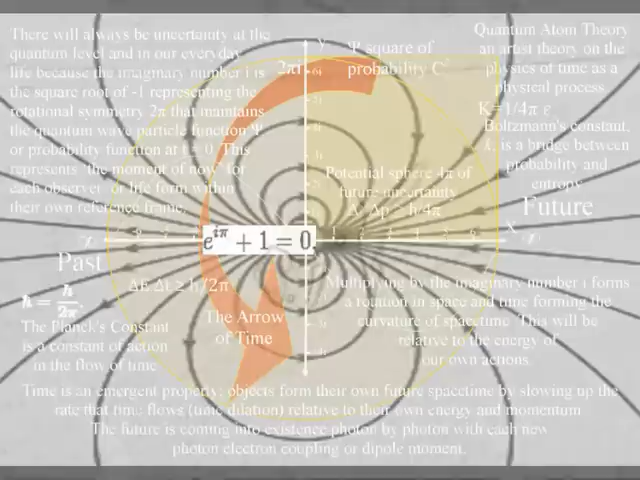 There will always be uncertainty at the
quantum level and in our everyday
life because the imaginary number i is
the square root of -1 representing the
rotational symmetry 2π that maintains
the quantum wave particle function Ψ
or probability function at t = 0. This
represents "the moment of now" for
each observer or life form within
their own reference frame.
Y
2πi
Ψ square of
probability C²
Quantum Atom Theory
an artist theory on the
physics of time as a
physical process.
K=1/4π ε
Boltzmann's constant,
k, is a bridge between
probability and
entropy
Potential sphere 4π of
future uncertainty
Future
X
e^{iπ} + 1 = 0.
Past
ΔE Δt ≥ h/2π
ħ = h/2π.
The Planck's Constant
is a constant of action
in the flow of time
The Arrow
of Time
Multiplying by the imaginary number i forms
a rotation in space and time forming the
curvature of spacetime. This will be
relative to the energy of
our own actions.
Time is an emergent property; objects form their own future spacetime by slowing up the
rate that time flows (time dilation) relative to their own energy and momentum
The future is coming into existence photon by photon with each new
photon electron coupling or dipole moment.